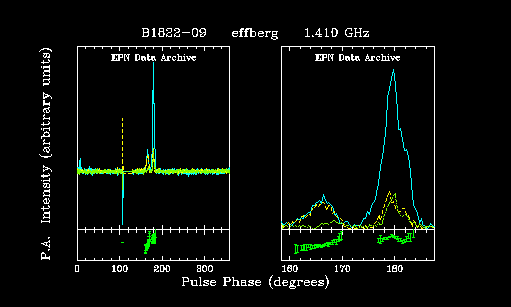 B1822-09 effberg 1.410 GHz
EPN Data Archive
EPN Data Archive
Intensity (arbitrary units)
P.A.
0 100 200 300
160 170 180
Pulse Phase (degrees)